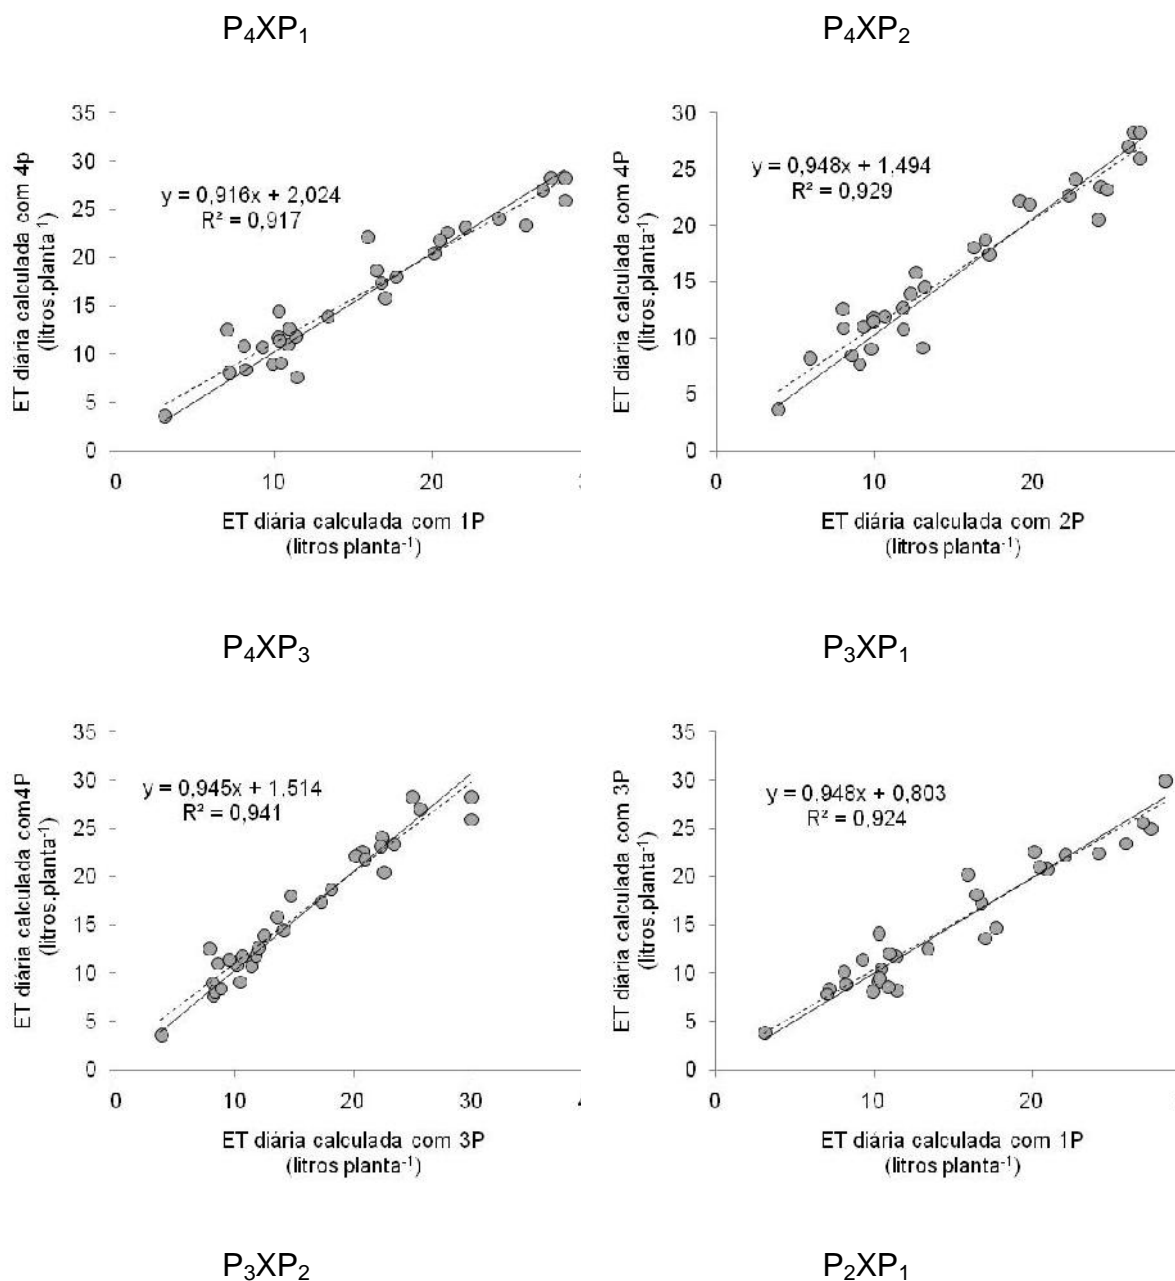 P₄XP₁
P₄XP₂
ET diária calculada com 4p
(litros.planta⁻¹)
35
30
25
20
15
10
5
0
y = 0,916x + 2,024
R² = 0,917
0 10 20
ET diária calculada com 1P
(litros planta⁻¹)
ET diária calculada com 4P
(litros.planta⁻¹)
30
25
20
15
10
5
0
y = 0,948x + 1,494
R² = 0,929
0 10 20
ET diária calculada com 2P
(litros planta⁻¹)
P₄XP₃
P₃XP₁
ET diária calculada com4P
(litros.planta⁻¹)
35
30
25
20
15
10
5
0
y = 0,945x + 1.514
R² = 0,941
0 10 20 30
ET diária calculada com 3P
(litros planta⁻¹)
ET diária calculada com 3P
(litros.planta⁻¹)
35
30
25
20
15
10
5
0
y = 0,948x + 0,803
R² = 0,924
0 10 20
ET diária calculada com 1P
(litros planta⁻¹)
P₃XP₂
P₂XP₁